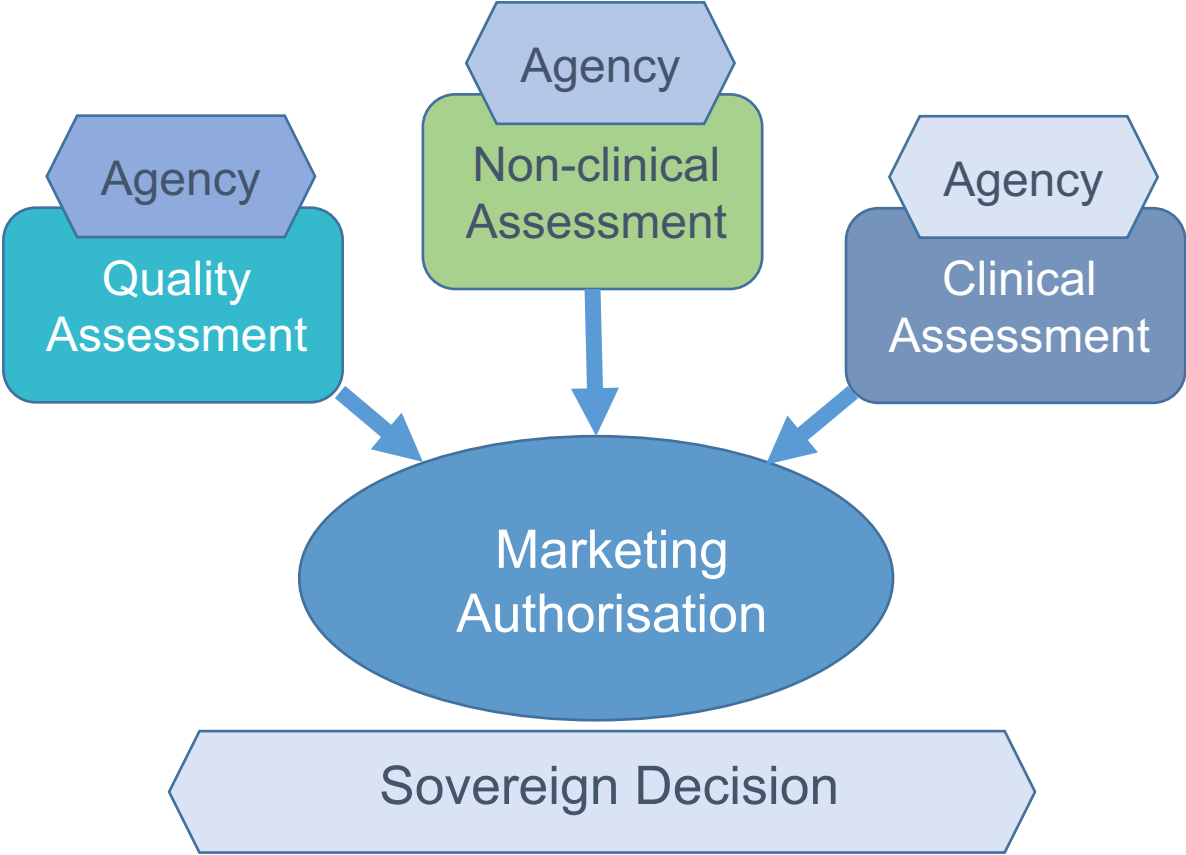 Agency
Quality
Assessment
Agency
Non-clinical
Assessment
Agency
Clinical
Assessment
Marketing
Authorisation
Sovereign Decision